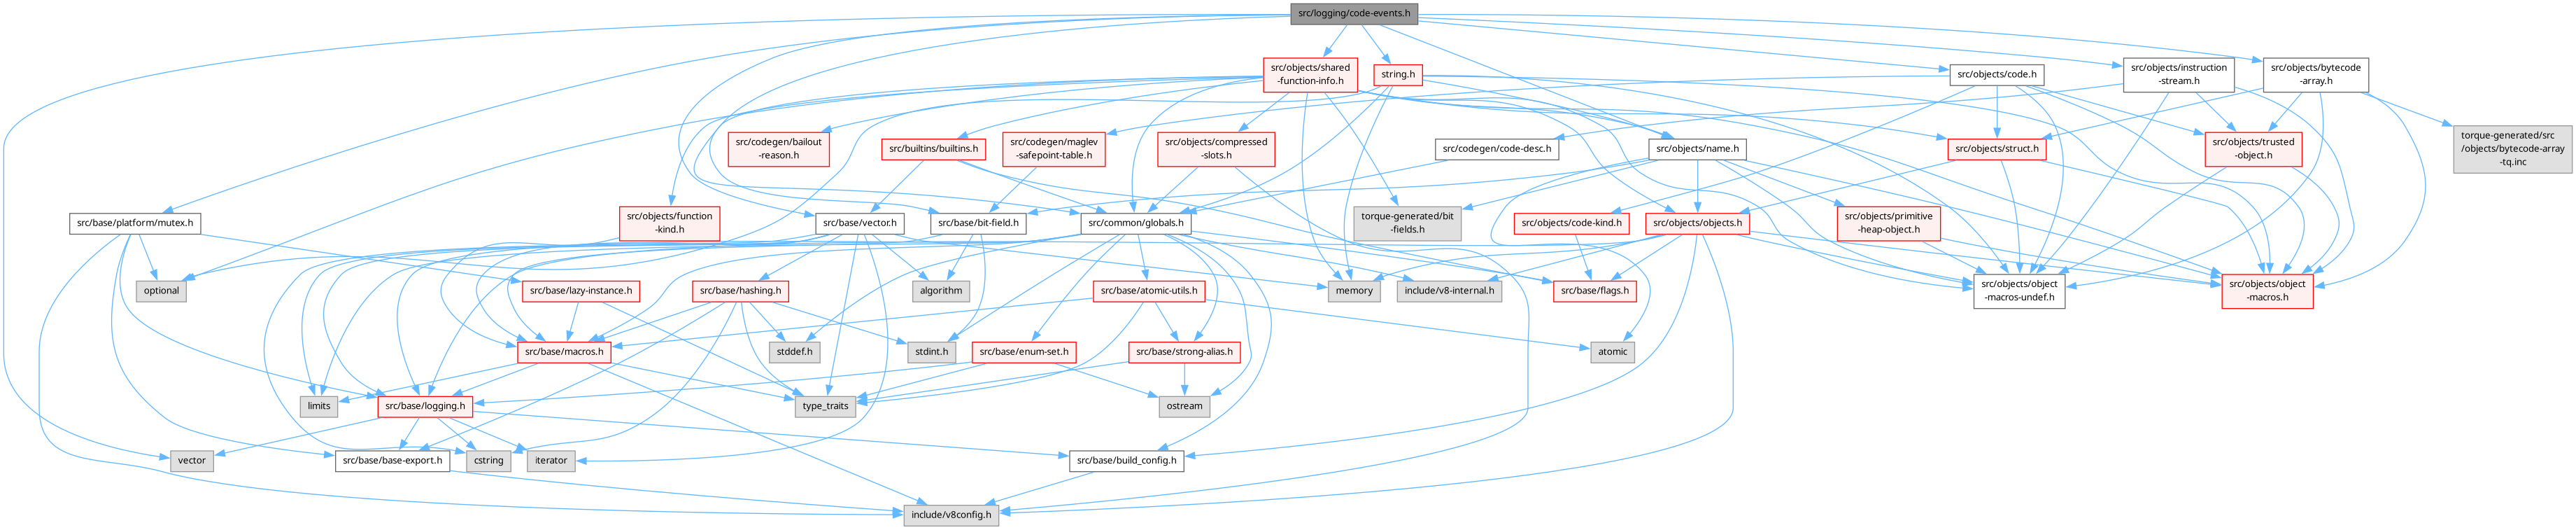 src/logging/code-events.h
src/objects/shared
-function-info.h
string.h
src/objects/code.h
src/objects/instruction
-stream.h
src/objects/bytecode
-array.h
src/codegen/bailout
-reason.h
src/builtins/builtins.h
src/codegen/maglev
-safepoint-table.h
src/objects/compressed
-slots.h
src/codegen/code-desc.h
src/objects/name.h
src/objects/struct.h
src/objects/trusted
-object.h
torque-generated/src
/objects/bytecode-array
-tq.inc
src/base/platform/mutex.h
src/objects/function
-kind.h
src/base/vector.h
src/base/bit-field.h
src/common/globals.h
torque-generated/bit
-fields.h
src/objects/code-kind.h
src/objects/objects.h
src/objects/primitive
-heap-object.h
optional
src/base/lazy-instance.h
src/base/hashing.h
algorithm
src/base/atomic-utils.h
memory
include/v8-internal.h
src/base/flags.h
src/objects/object
-macros-undef.h
src/objects/object
-macros.h
src/base/macros.h
stddef.h
stdint.h
src/base/enum-set.h
src/base/strong-alias.h
atomic
limits
src/base/logging.h
type_traits
ostream
vector
src/base/base-export.h
cstring
iterator
src/base/build_config.h
include/v8config.h